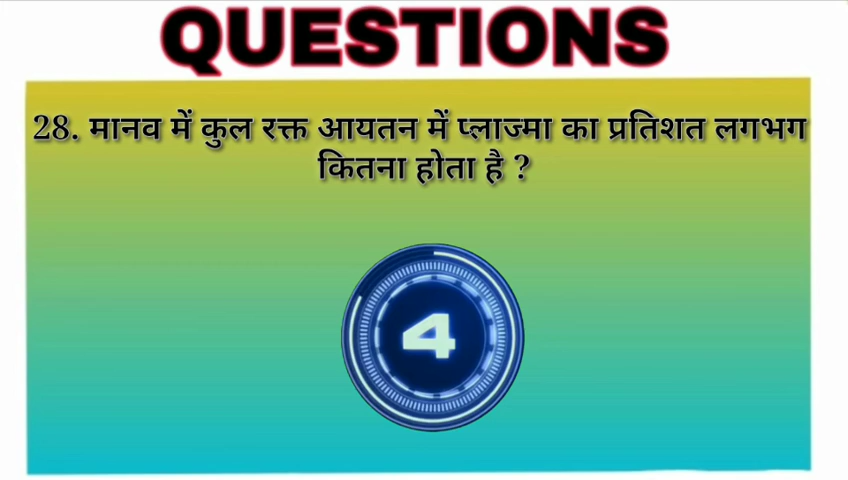 QUESTIONS
28. मानव में कुल रक्त आयतन में प्लाज्मा का प्रतिशत लगभग
कितना होता है ?
4